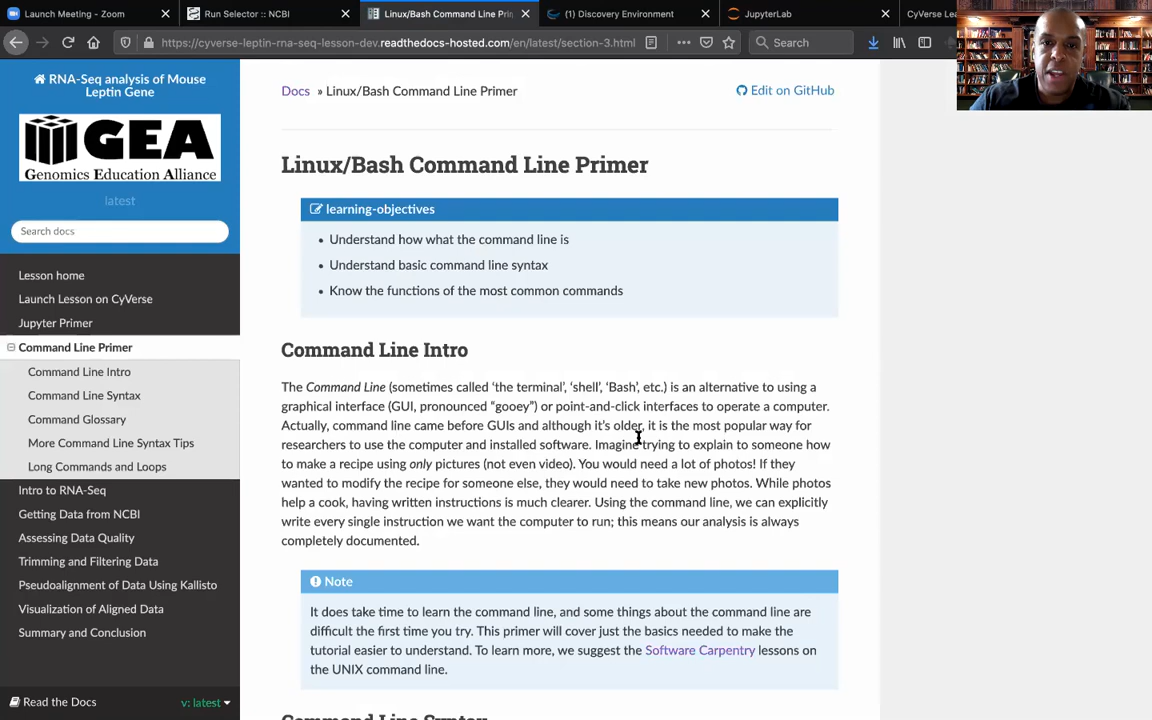 Launch Meeting - Zoom
Run Selector :: NCBI
Linux/Bash Command Line Prim
(1) Discovery Environment
JupyterLab
CyVerse Lea
https://cyverse-leptin-rna-seq-lesson-dev.readthedocs-hosted.com/en/latest/section-3.html
Search
RNA-Seq analysis of Mouse
Leptin Gene
GEA
Genomics Education Alliance
latest
Search docs
Lesson home
Launch Lesson on CyVerse
Jupyter Primer
Command Line Primer
Command Line Intro
Command Line Syntax
Command Glossary
More Command Line Syntax Tips
Long Commands and Loops
Intro to RNA-Seq
Getting Data from NCBI
Assessing Data Quality
Trimming and Filtering Data
Pseudoalignment of Data Using Kallisto
Visualization of Aligned Data
Summary and Conclusion
Read the Docs
v: latest
Docs » Linux/Bash Command Line Primer
Edit on GitHub
Linux/Bash Command Line Primer
learning-objectives
• Understand how what the command line is
• Understand basic command line syntax
• Know the functions of the most common commands
Command Line Intro
The Command Line (sometimes called ‘the terminal’, ‘shell’, ‘Bash’, etc.) is an alternative to using a
graphical interface (GUI, pronounced “gooey”) or point-and-click interfaces to operate a computer.
Actually, command line came before GUIs and although it’s older, it is the most popular way for
researchers to use the computer and installed software. Imagine trying to explain to someone how
to make a recipe using only pictures (not even video). You would need a lot of photos! If they
wanted to modify the recipe for someone else, they would need to take new photos. While photos
help a cook, having written instructions is much clearer. Using the command line, we can explicitly
write every single instruction we want the computer to run; this means our analysis is always
completely documented.
Note
It does take time to learn the command line, and some things about the command line are
difficult the first time you try. This primer will cover just the basics needed to make the
tutorial easier to understand. To learn more, we suggest the Software Carpentry lessons on
the UNIX command line.
Command Line Syntax